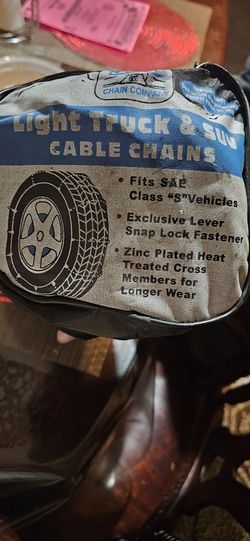 CHAIN COMPANY
Light Truck & SUV
CABLE CHAINS
• Fits SAE
Class "S" Vehicles
• Exclusive Lever
Snap Lock Fastener
• Zinc Plated Heat
Treated Cross
Members for
Longer Wear